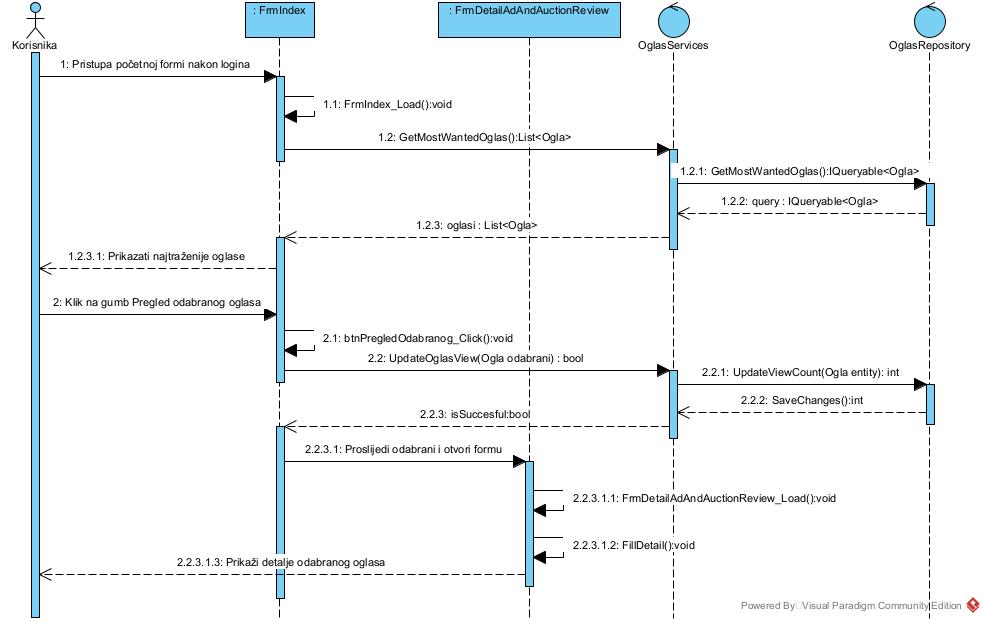 : FrmIndex
: FrmDetailAdAndAuctionReview
Korisnika
OglasServices
OglasRepository
1: Pristupa početnoj formi nakon logina
1.1: FrmIndex_Load():void
1.2: GetMostWantedOglas():List<Ogla>
1.2.1: GetMostWantedOglas():IQueryable<Ogla>
1.2.2: query : IQueryable<Ogla>
1.2.3: oglasi : List<Ogla>
1.2.3.1: Prikazati najtraženije oglase
2: Klik na gumb Pregled odabranog oglasa
2.1: btnPregledOdabranog_Click():void
2.2: UpdateOglasView(Ogla odabrani) : bool
2.2.1: UpdateViewCount(Ogla entity): int
2.2.2: SaveChanges():int
2.2.3: isSuccesful:bool
2.2.3.1: Proslijedi odabrani i otvori formu
2.2.3.1.1: FrmDetailAdAndAuctionReview_Load():void
2.2.3.1.2: FillDetail():void
2.2.3.1.3: Prikaži detalje odabranog oglasa
Powered By Visual Paradigm Community Edition